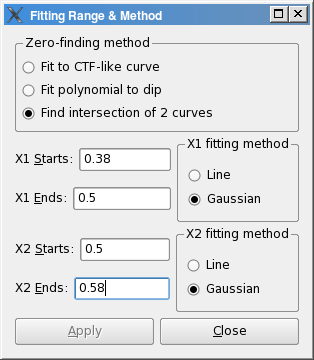 Fitting Range & Method
Zero-finding method
Fit to CTF-like curve
Fit polynomial to dip
Find intersection of 2 curves
X1 Starts: 0.38
X1 Ends: 0.5
X1 fitting method
Line
Gaussian
X2 Starts: 0.5
X2 Ends: 0.58
X2 fitting method
Line
Gaussian
Apply
Close